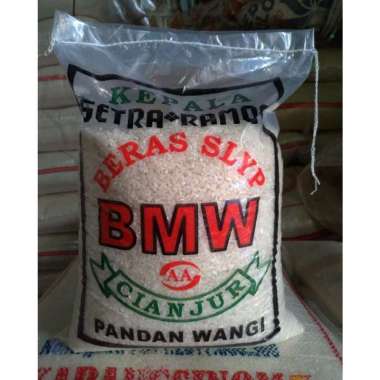 KEPALA
SETRA RAMOS
BERAS SLYP
BMW
AA
CIANJUR
PANDAN WANGI